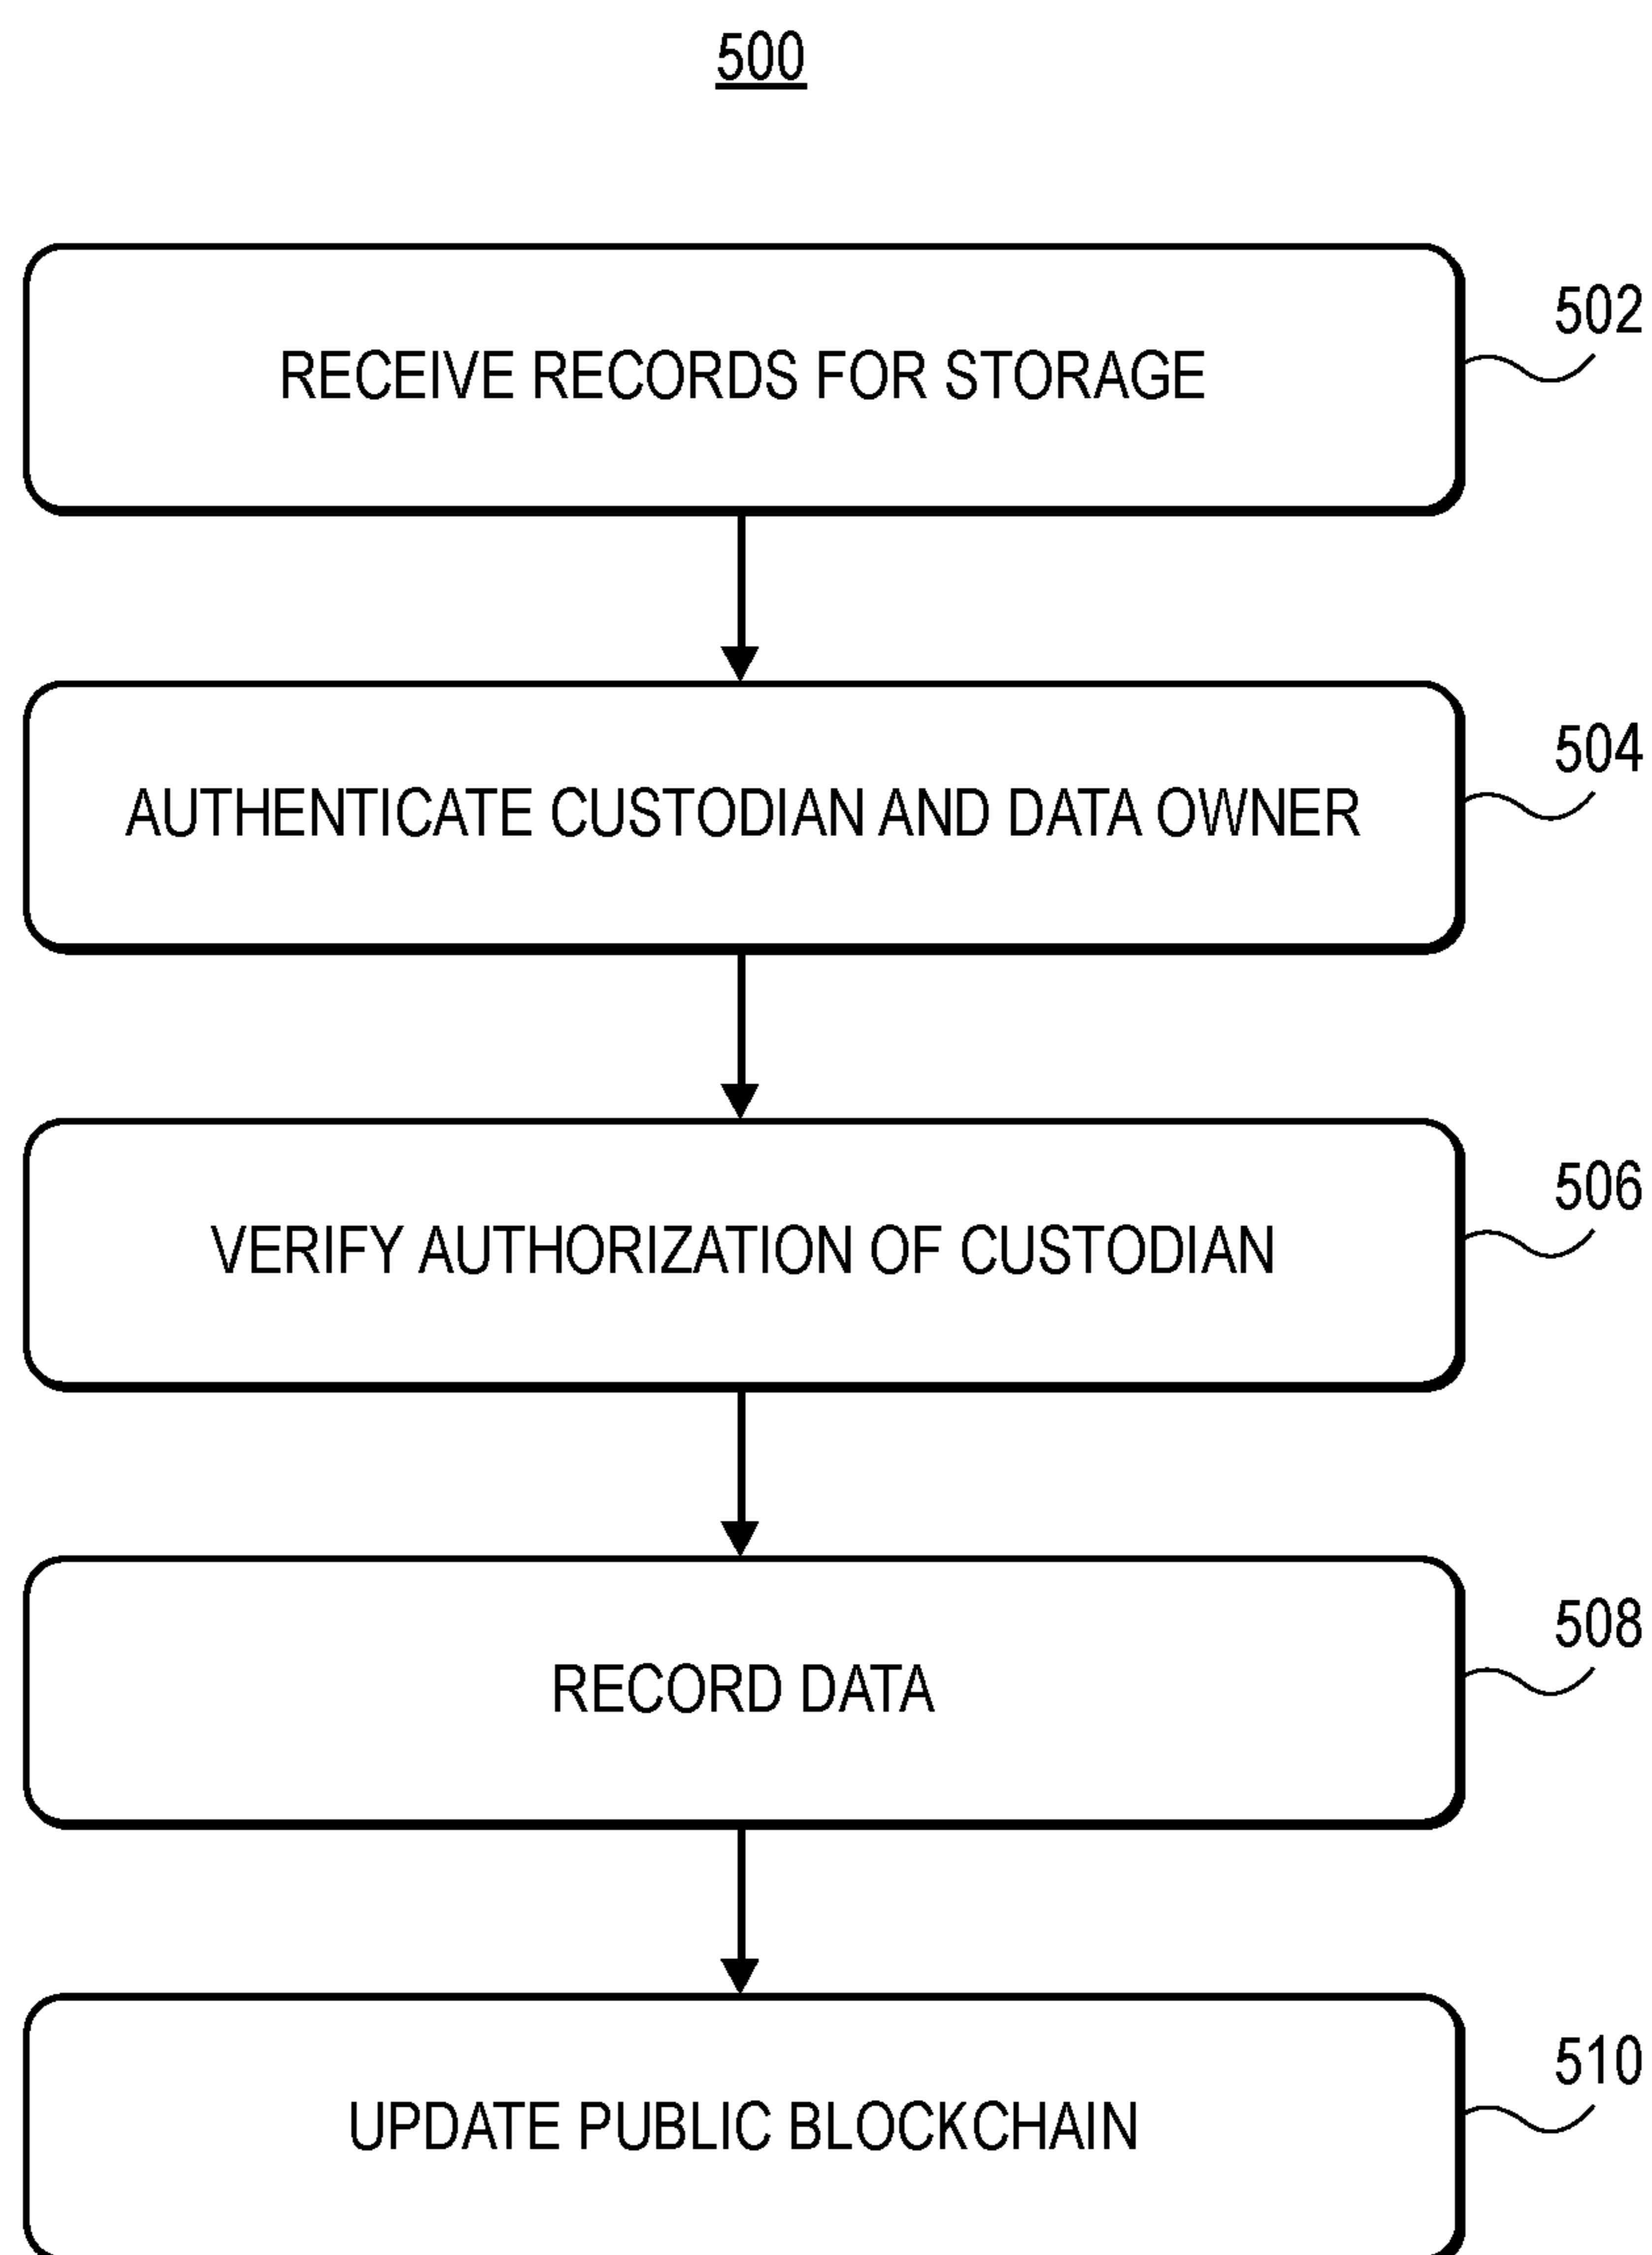 500
RECEIVE RECORDS FOR STORAGE
502
AUTHENTICATE CUSTODIAN AND DATA OWNER
504
VERIFY AUTHORIZATION OF CUSTODIAN
506
RECORD DATA
508
UPDATE PUBLIC BLOCKCHAIN
510